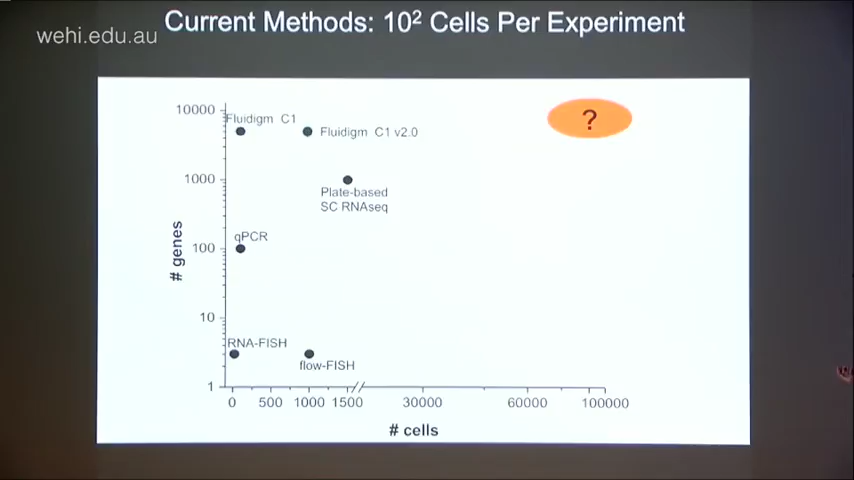 Current Methods: 10² Cells Per Experiment
wehi.edu.au
10000
Fluidigm C1
Fluidigm C1 v2.0
?
1000
Plate-based
SC RNAseq
# genes
qPCR
100
10
RNA-FISH
flow-FISH
1
0 500 1000 1500 30000 60000 100000
# cells